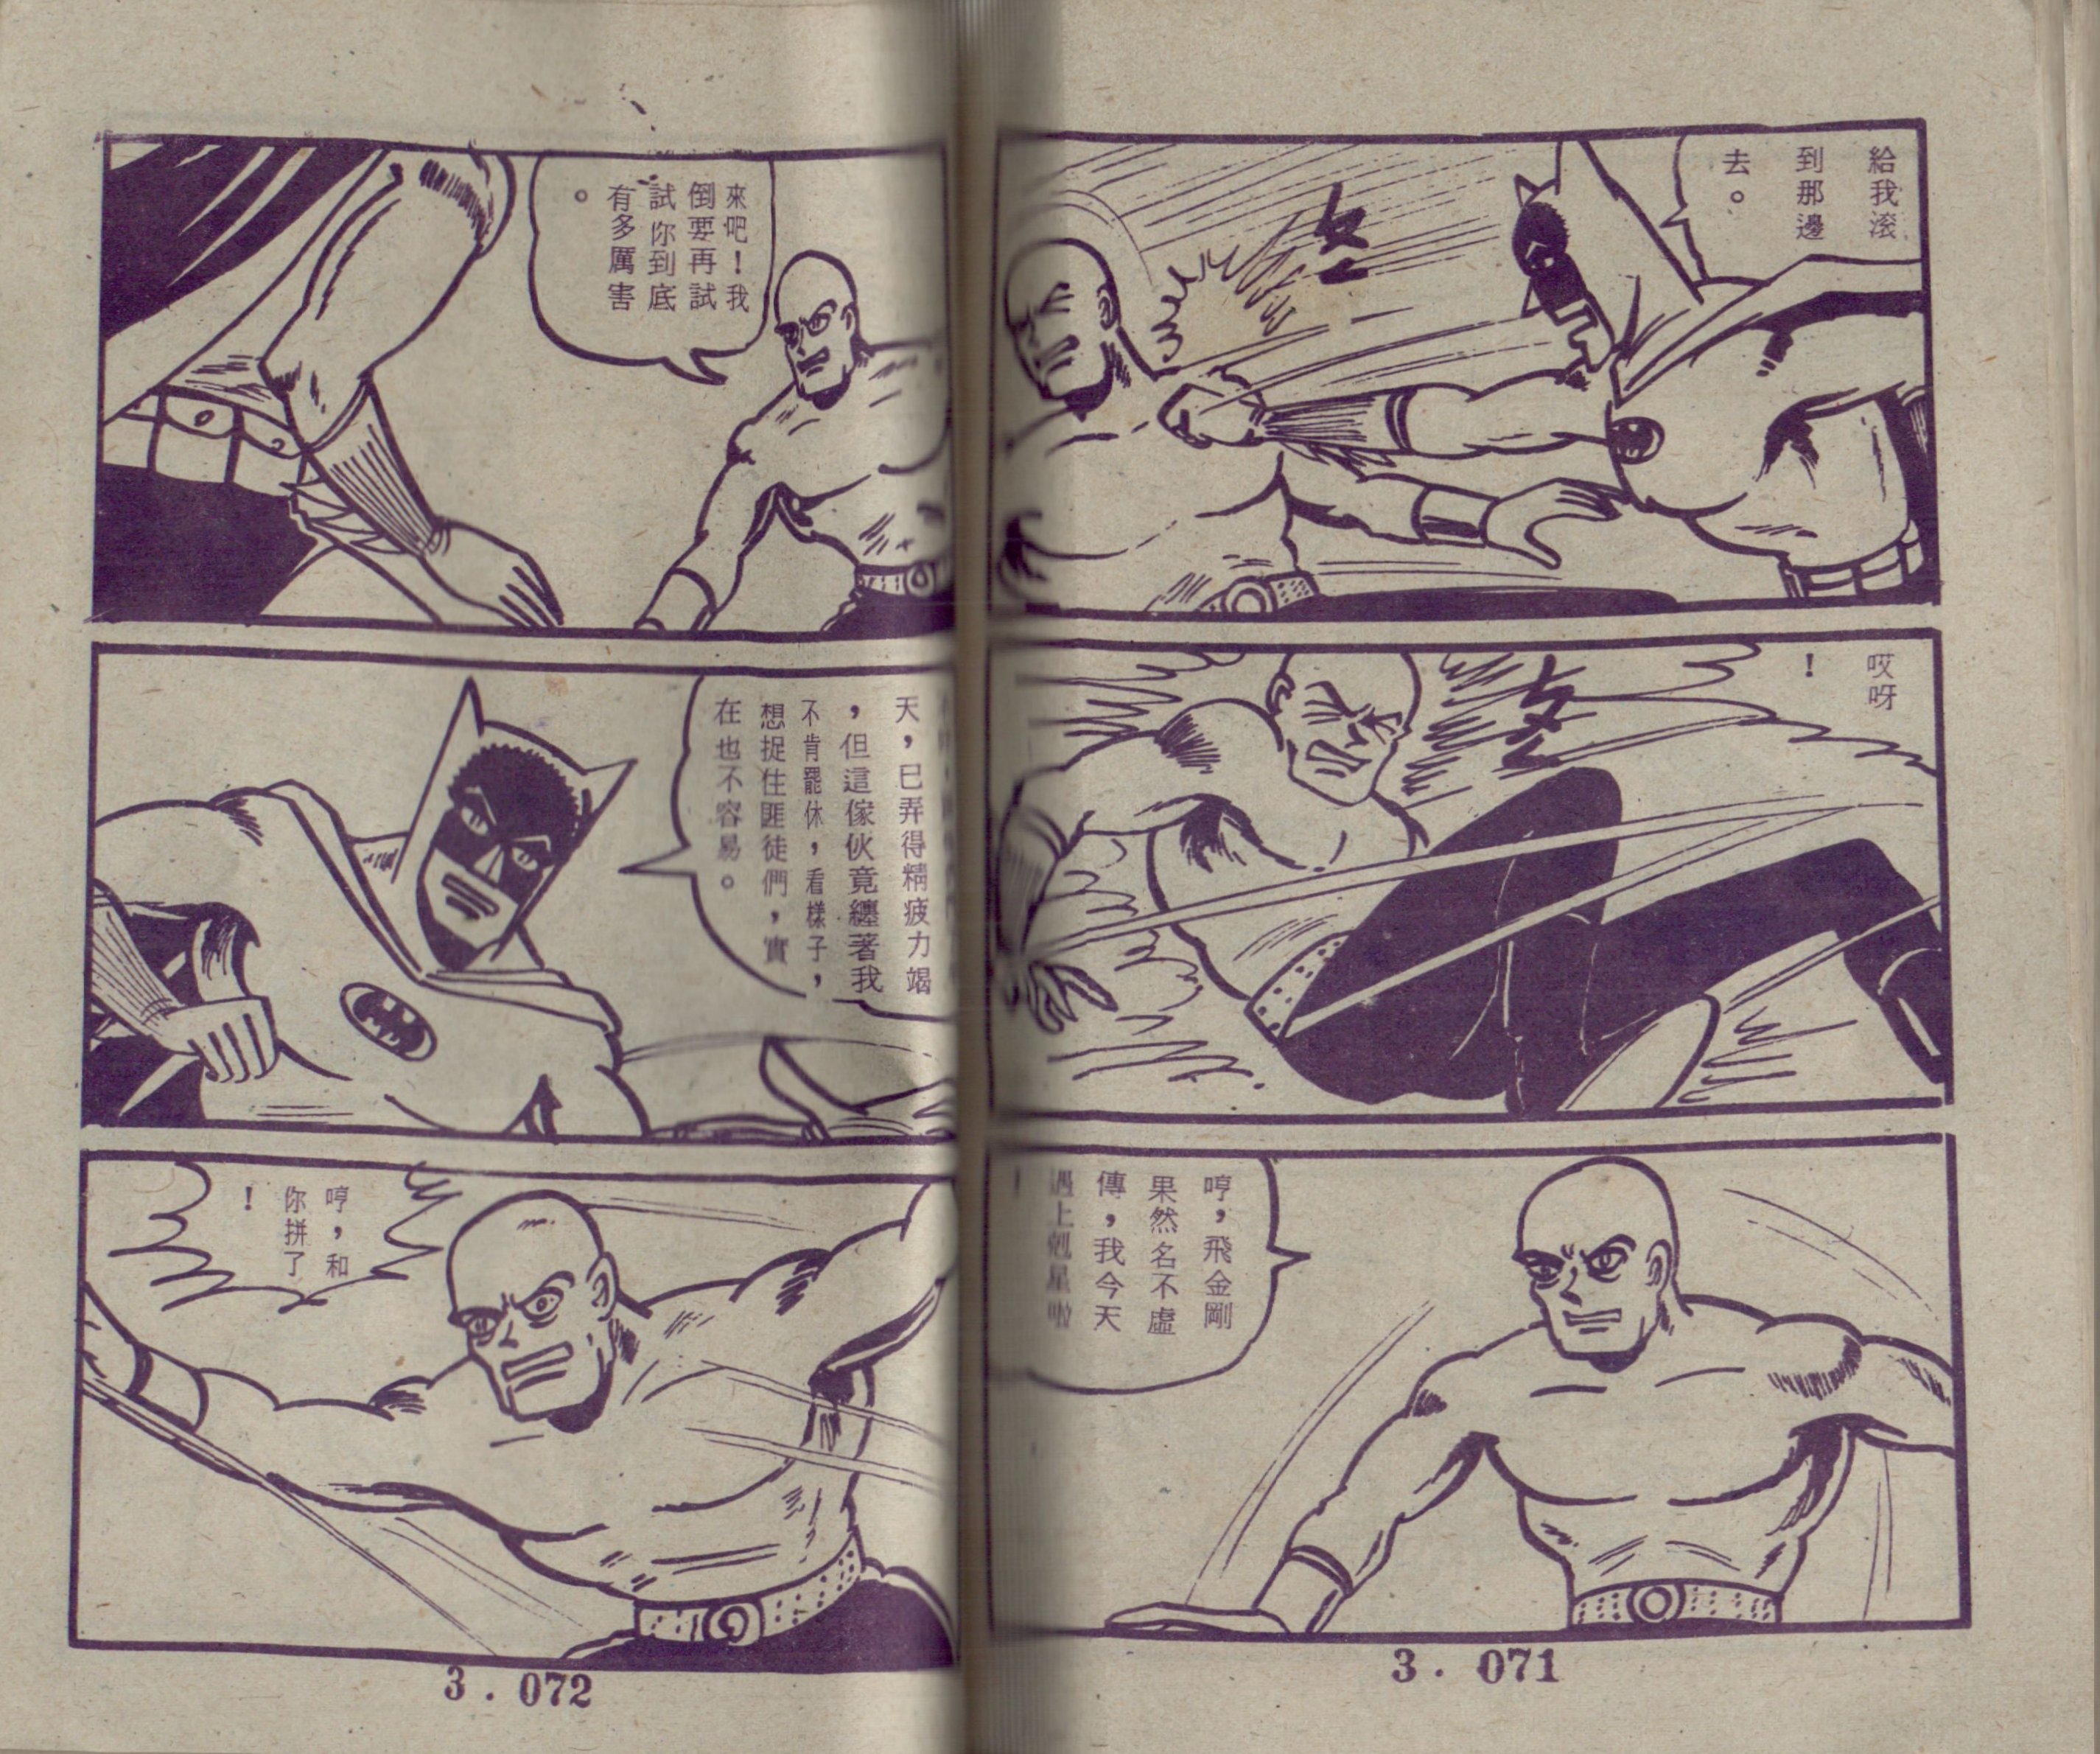 給我滚
到那邊
去。
ㄆㄥ
哎呀
！
ㄆㄥ
哼，飛金剛
果然名不虛
傳，我今天
遇上剋星啦
！
3.071
來吧！我
倒要再試
試你到底
有多厲害
。
天，已弄得精疲力竭
，但這傢伙竟纏著我
不肯罷休，看樣子，
想捉住匪徒們，實
在也不容易。
哼，和
你拼了
！
3.072